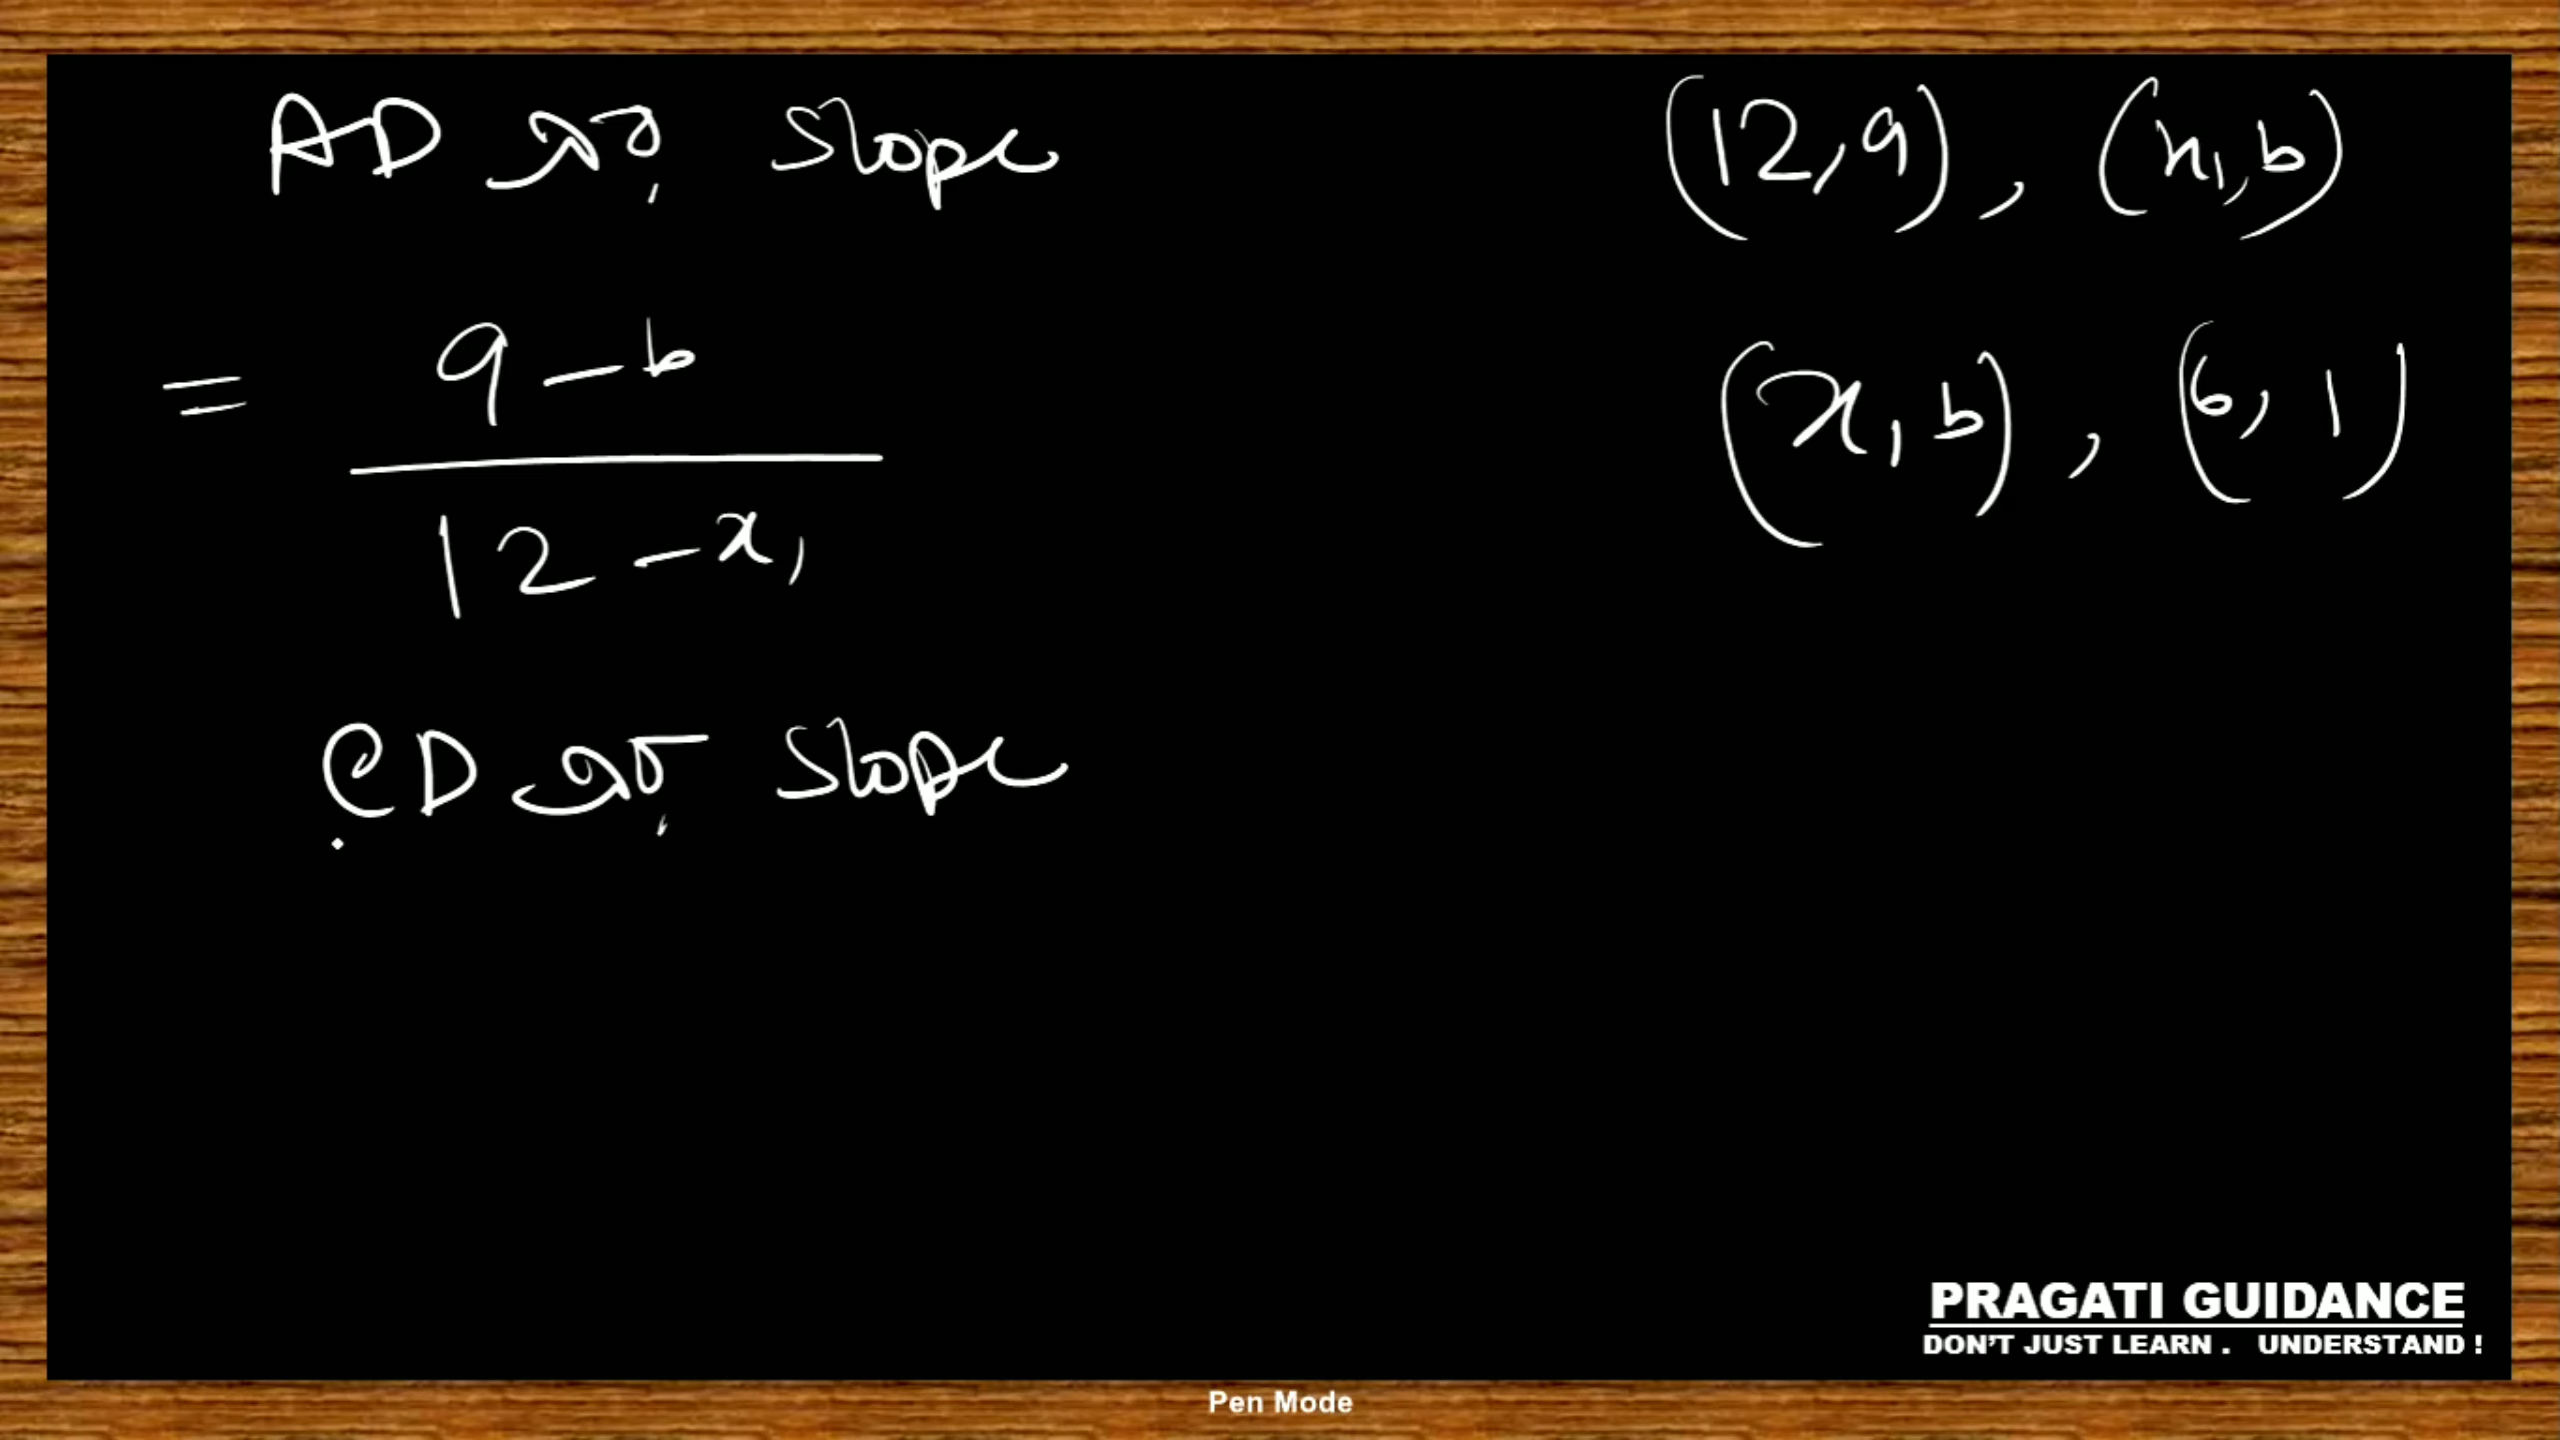 AD এর slope
(12,9), (x₁,b)
= 9-b / 12-x₁
(x₁,b), (6,1)
CD এর slope
PRAGATI GUIDANCE
DON'T JUST LEARN . UNDERSTAND !
Pen Mode